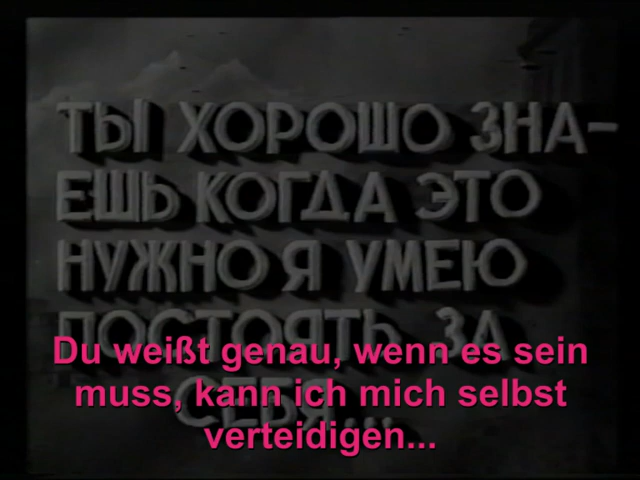 ТЫ ХОРОШО ЗНА-
ЕШЬ КОГДА ЭТО
НУЖНО Я УМЕЮ
ПОСТОЯТЬ ЗА
СЕБЯ...
Du weißt genau, wenn es sein
muss, kann ich mich selbst
verteidigen...